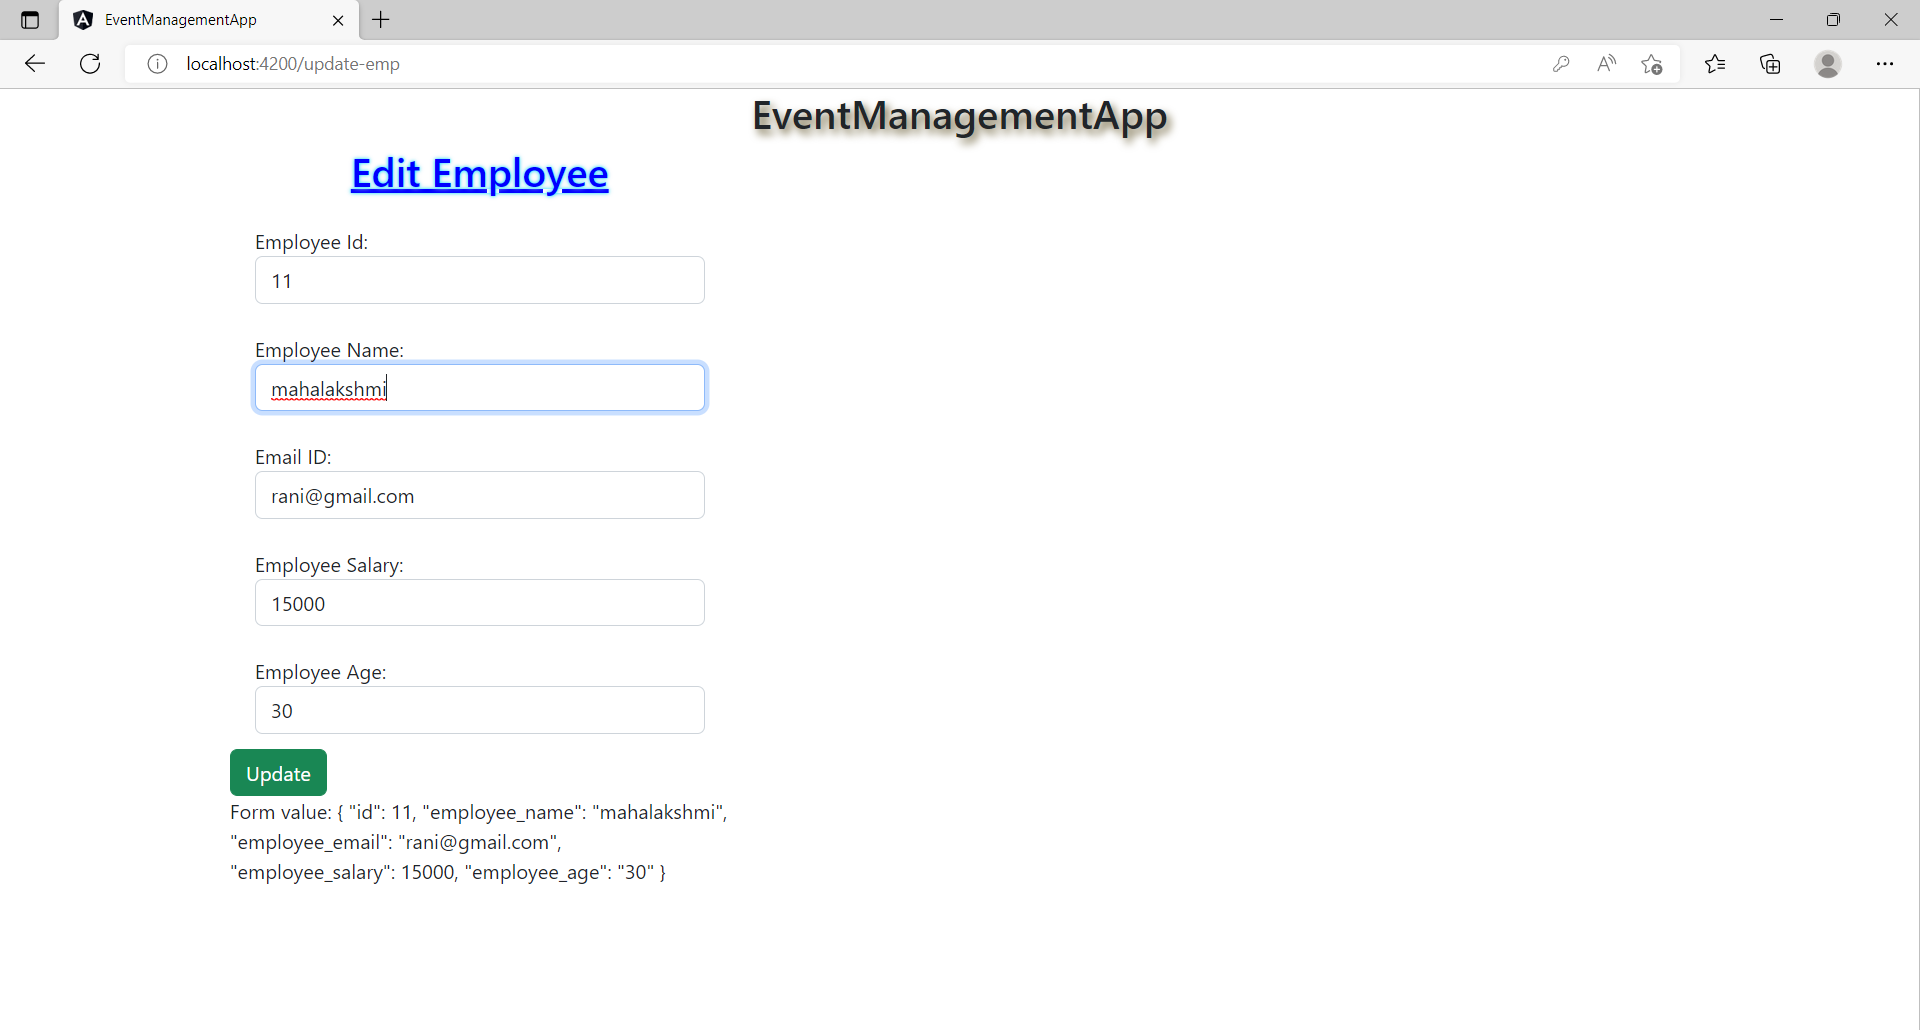 EventManagementApp
localhost:4200/update-emp
EventManagementApp
Edit Employee
Employee Id:
11
Employee Name:
mahalakshmi
Email ID:
rani@gmail.com
Employee Salary:
15000
Employee Age:
30
Update
Form value: { "id": 11, "employee_name": "mahalakshmi",
"employee_email": "rani@gmail.com",
"employee_salary": 15000, "employee_age": "30" }